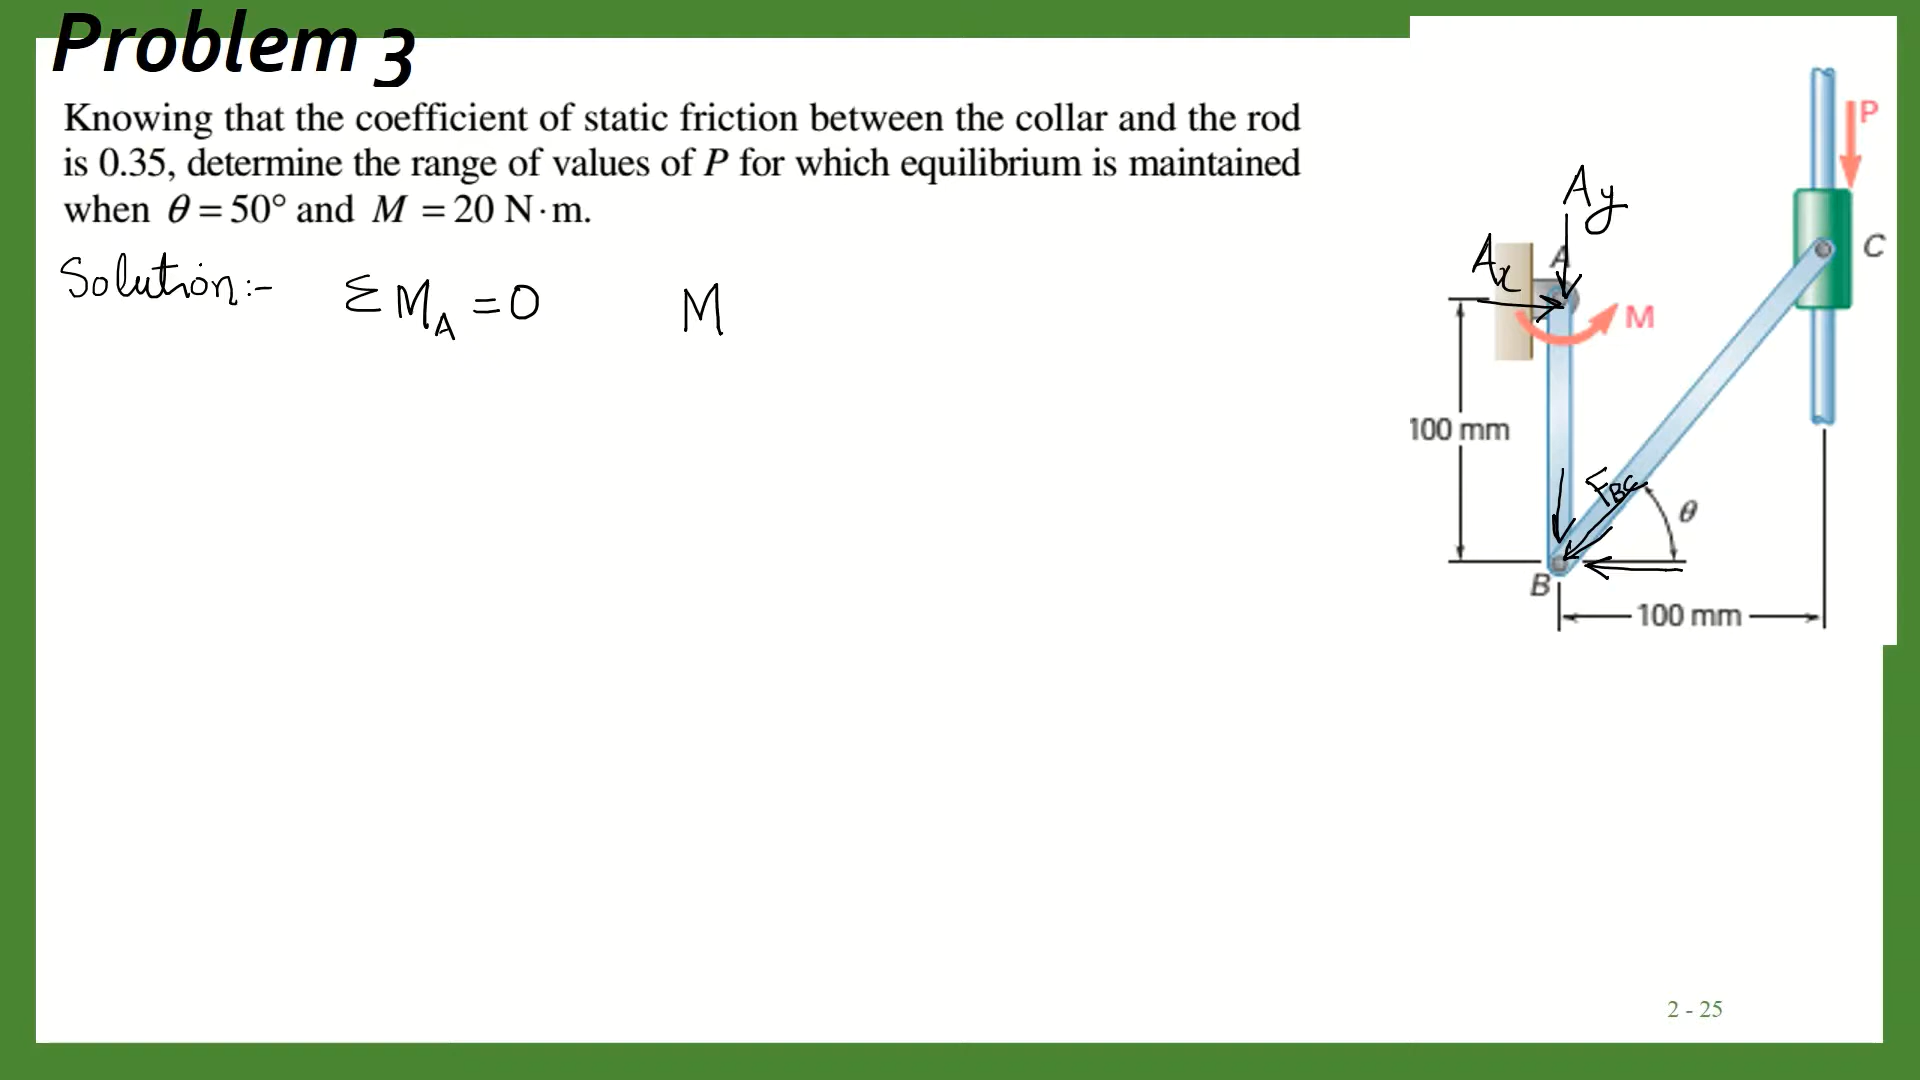 Problem 3
Knowing that the coefficient of static friction between the collar and the rod
is 0.35, determine the range of values of P for which equilibrium is maintained
when θ = 50° and M = 20 N·m.
Solution:- ΣM_A = 0 M
P
Ay
Ax
A
C
M
100 mm
F_BC
θ
B
100 mm
2 - 25